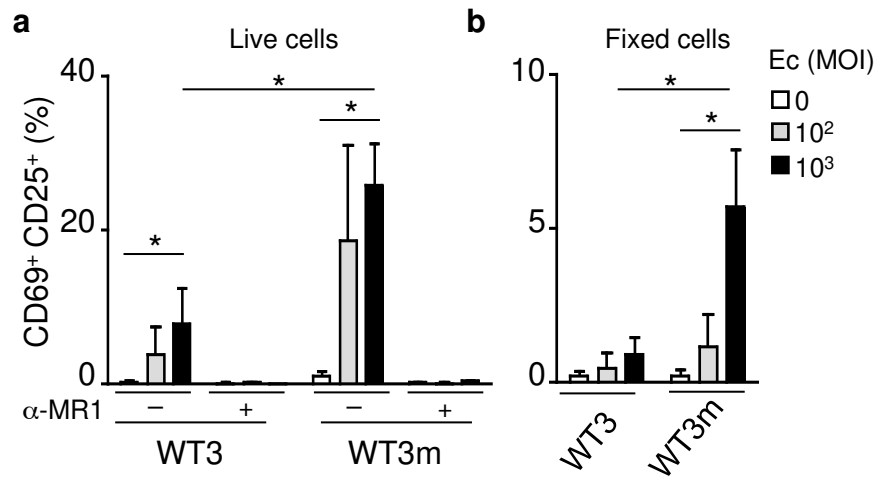 a
Live cells
40
20
0
CD69⁺ CD25⁺ (%)
*
*
*
α-MR1
− + − +
WT3 WT3m
b
Fixed cells
10
5
0
*
*
WT3 WT3m
Ec (MOI)
0
10²
10³